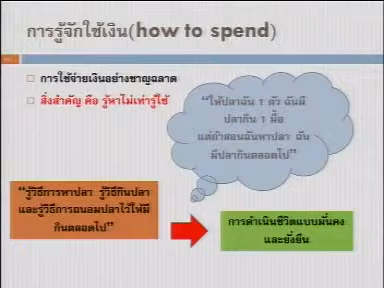 การรู้จักใช้เงิน(how to spend)
การใช้จ่ายเงินอย่างชาญฉลาด
สิ่งสำคัญ คือ รู้หาไม่เท่ารู้ใช้
“ให้ปลาฉัน 1 ตัว ฉันมี
ปลากิน 1 มื้อ
แต่ถ้าสอนฉันหาปลา ฉัน
มีปลากินตลอดไป”
“รู้วิธีการหาปลา รู้วิธีกินปลา
และรู้วิธีการถนอมปลาไว้ให้มี
กินตลอดไป”
การดำเนินชีวิตแบบมั่นคง
และยั่งยืน